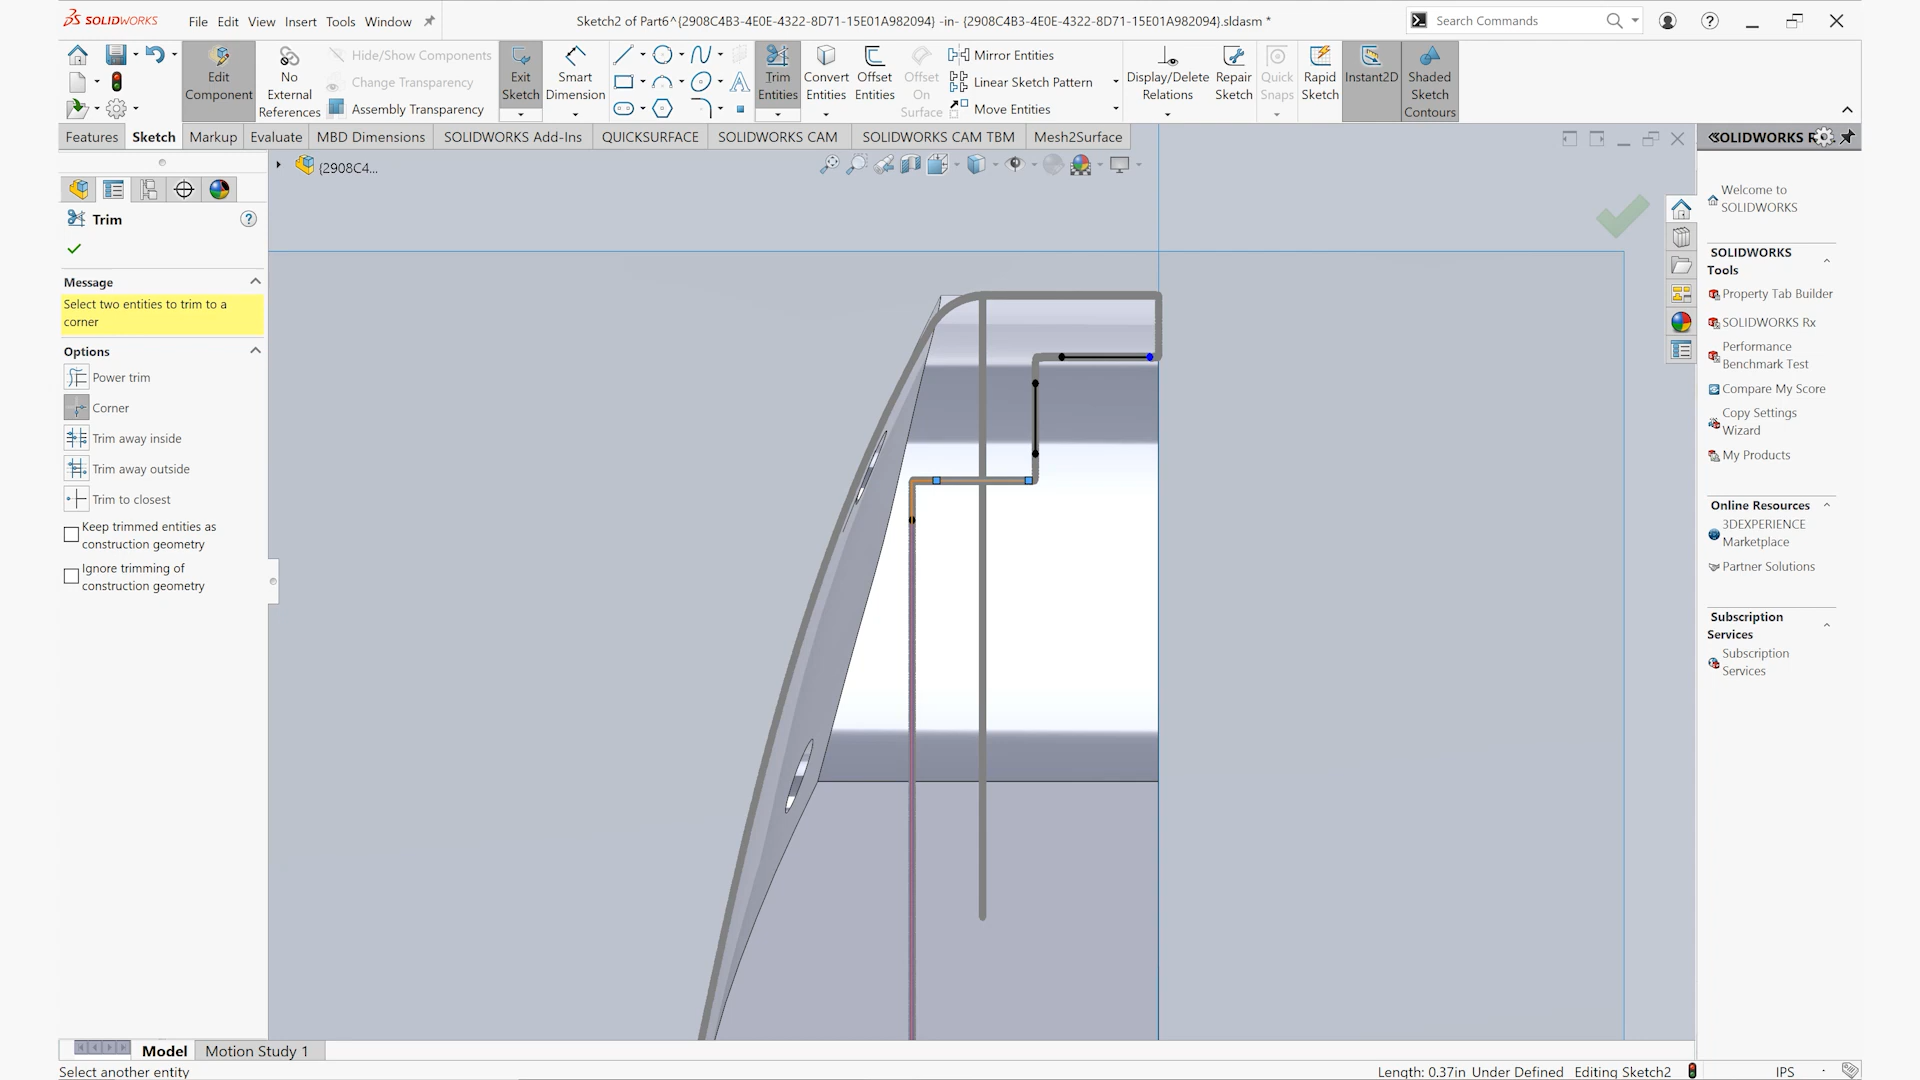 SOLIDWORKS
File Edit View Insert Tools Window
Sketch2 of Part6^{2908C4B3-4E0E-4322-8D71-15E01A982094} -in- {2908C4B3-4E0E-4322-8D71-15E01A982094}.sldasm *
Search Commands
Edit Component
No External References
Hide/Show Components
Change Transparency
Assembly Transparency
Exit Sketch
Smart Dimension
Trim Entities
Convert Entities
Offset Entities
Offset On Surface
Mirror Entities
Linear Sketch Pattern
Move Entities
Display/Delete Relations
Repair Sketch
Quick Snaps
Rapid Sketch
Instant2D
Shaded Sketch Contours
Features Sketch Markup Evaluate MBD Dimensions SOLIDWORKS Add-Ins QUICKSURFACE SOLIDWORKS CAM SOLIDWORKS CAM TBM Mesh2Surface
{2908C4...
Trim
Message
Select two entities to trim to a
corner
Options
Power trim
Corner
Trim away inside
Trim away outside
Trim to closest
Keep trimmed entities as
construction geometry
Ignore trimming of
construction geometry
SOLIDWORKS R
Welcome to
SOLIDWORKS
SOLIDWORKS
Tools
Property Tab Builder
SOLIDWORKS Rx
Performance
Benchmark Test
Compare My Score
Copy Settings
Wizard
My Products
Online Resources
3DEXPERIENCE
Marketplace
Partner Solutions
Subscription
Services
Subscription
Services
Model Motion Study 1
Select another entity
Length: 0.37in Under Defined Editing Sketch2 IPS